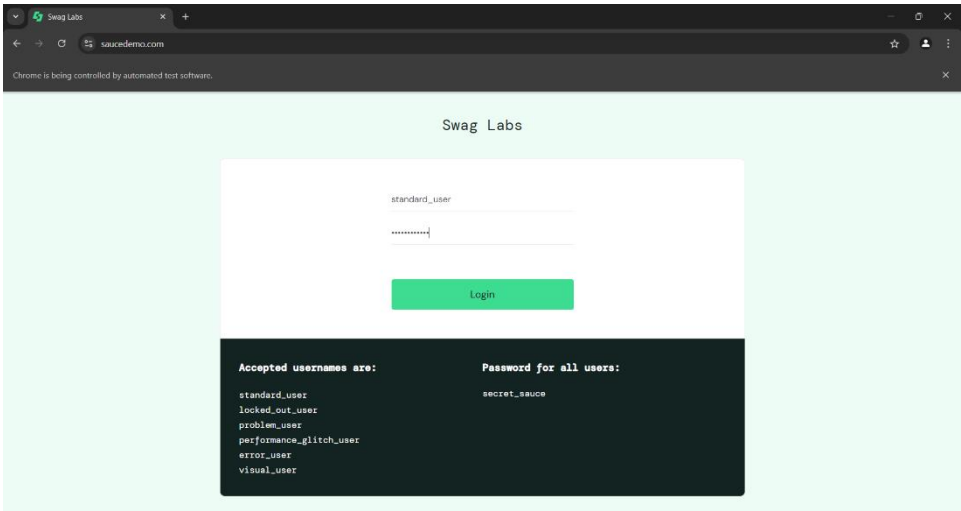 Swag Labs
saucedemo.com
Chrome is being controlled by automated test software.
Swag Labs
standard_user
••••••••••••
Login
Accepted usernames are:
standard_user
locked_out_user
problem_user
performance_glitch_user
error_user
visual_user
Password for all users:
secret_sauce